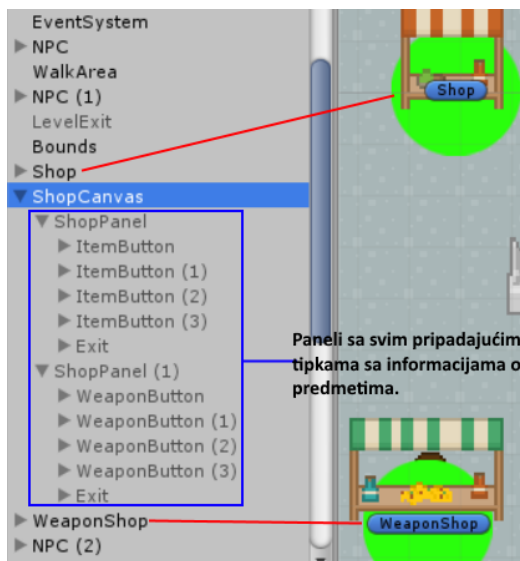 EventSystem
NPC
WalkArea
NPC (1)
LevelExit
Bounds
Shop
ShopCanvas
ShopPanel
ItemButton
ItemButton (1)
ItemButton (2)
ItemButton (3)
Exit
ShopPanel (1)
WeaponButton
WeaponButton (1)
WeaponButton (2)
WeaponButton (3)
Exit
WeaponShop
NPC (2)
Shop
Paneli sa svim pripadajućim
tipkama sa informacijama o
predmetima.
WeaponShop